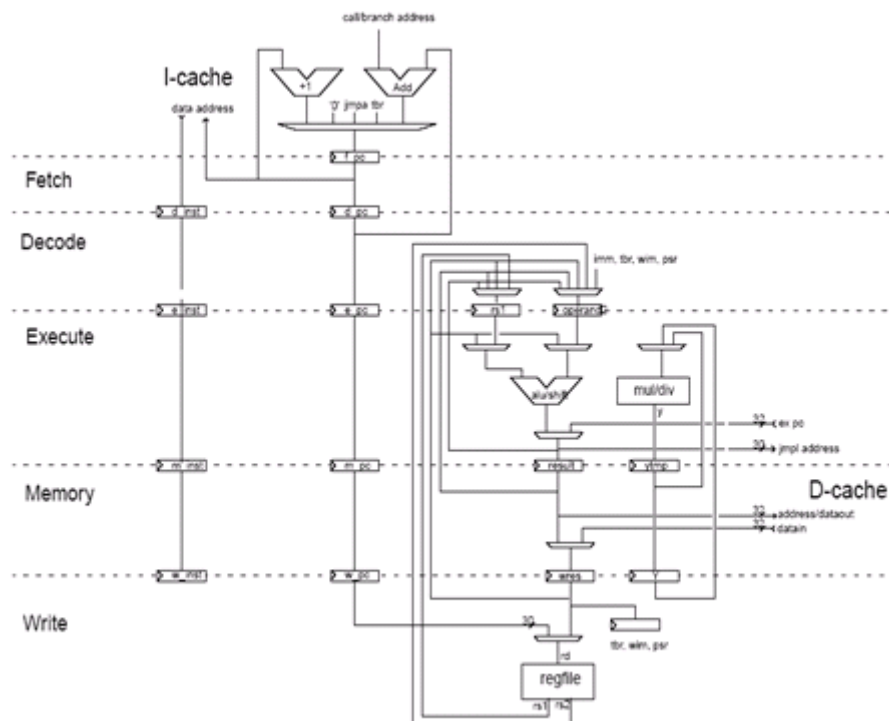 call/branch address
I-cache
+1
Add
data address
'0' jmpa tbr
f_pc
Fetch
d_inst
d_pc
Decode
imm, tbr, wim, psr
e_inst
e_pc
rs1
operand
Execute
alu/shift
mul/div
y
32
ex pc
30
jmpl address
m_inst
m_pc
result
ytmp
Memory
D-cache
32
address/dataout
32
datain
w_inst
w_pc
wres
Y
Write
30
tbr, wim, psr
rd
regfile
rs1
rs2